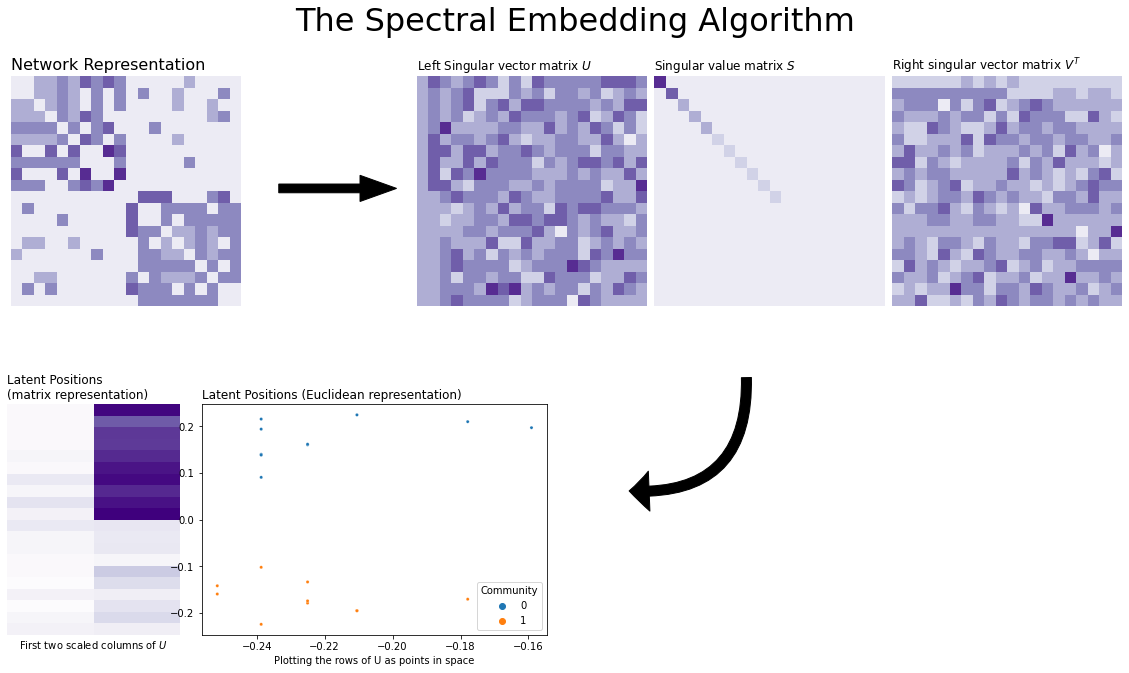 The Spectral Embedding Algorithm
Network Representation
Left Singular vector matrix U
Singular value matrix S
Right singular vector matrix V^T
Latent Positions
(matrix representation)
First two scaled columns of U
Latent Positions (Euclidean representation)
0.2
0.1
0.0
−0.1
−0.2
Community
0
1
−0.24
−0.22
−0.20
−0.18
−0.16
Plotting the rows of U as points in space